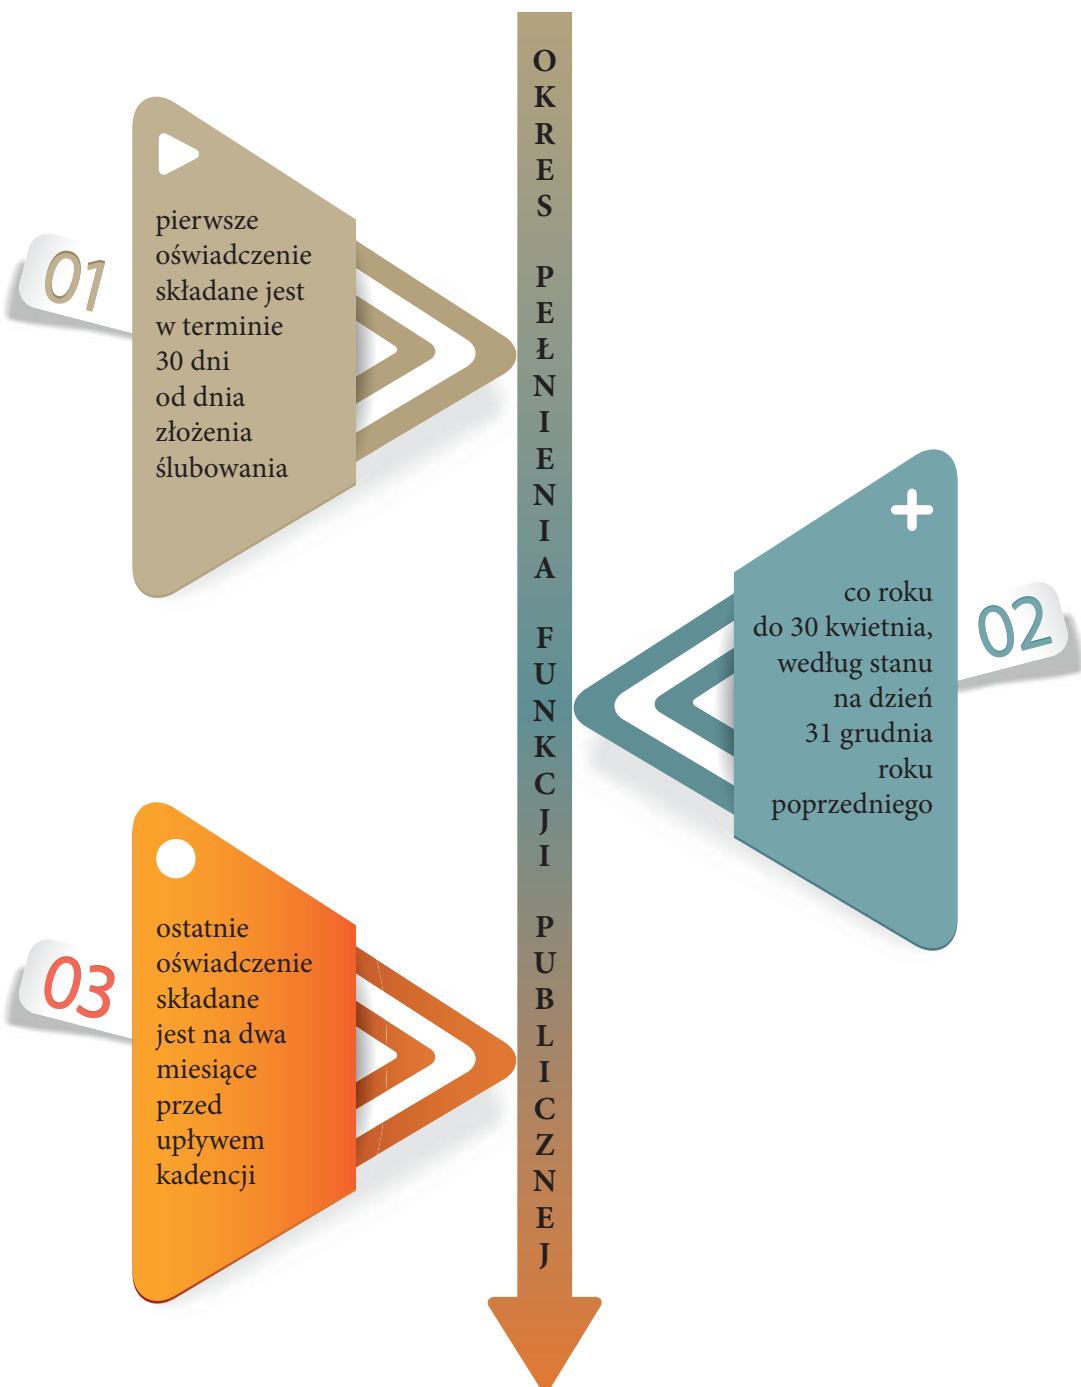 OKRES PEŁNIENIA FUNKCJI PUBLICZNEJ
01
pierwsze
oświadczenie
składane jest
w terminie
30 dni
od dnia
złożenia
ślubowania
02
co roku
do 30 kwietnia,
według stanu
na dzień
31 grudnia
roku
poprzedniego
03
ostatnie
oświadczenie
składane
jest na dwa
miesiące
przed
upływem
kadencji